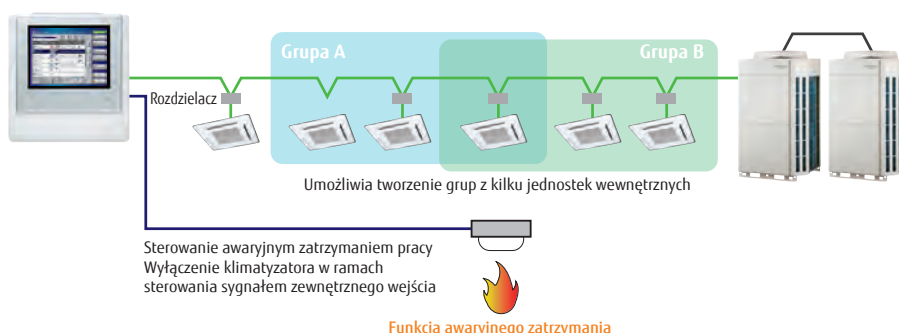 Grupa A
Grupa B
Rozdzielacz
Umożliwia tworzenie grup z kilku jednostek wewnętrznych
Sterowanie awaryjnym zatrzymaniem pracy
Wyłączenie klimatyzatora w ramach
sterowania sygnałem zewnętrznego wejścia
Funkcja awaryjnego zatrzymania